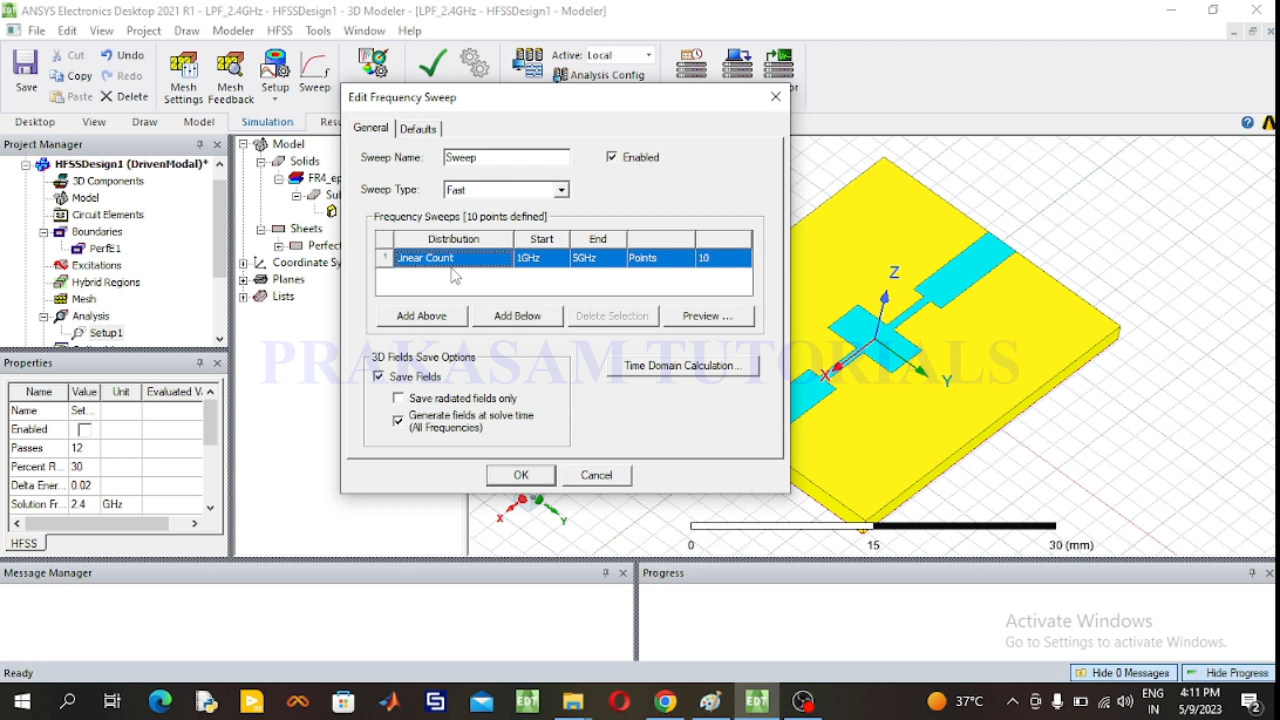 ANSYS Electronics Desktop 2021 R1 - LPF_2.4GHz - HFSSDesign1 - 3D Modeler - [LPF_2.4GHz - HFSSDesign1 - Modeler]
File Edit View Project Draw Modeler HFSS Tools Window Help
Save
Cut Undo
Copy Redo
Paste Delete
Mesh Settings
Mesh Feedback
Setup
Sweep
Active: Local
Analysis Config
Desktop View Draw Model Simulation
Project Manager
HFSSDesign1 (DrivenModal)*
3D Components
Model
Circuit Elements
Boundaries
PerfE1
Excitations
Hybrid Regions
Mesh
Analysis
Setup1
Model
Solids
FR4_ep
Sub
Sheets
Perfect
Coordinate Sy
Planes
Lists
Properties
Name Value Unit Evaluated V
Name Set...
Enabled
Passes 12
Percent R... 30
Delta Ener... 0.02
Solution Fr... 2.4 GHz
HFSS
Edit Frequency Sweep
General Defaults
Sweep Name: Sweep Enabled
Sweep Type: Fast
Frequency Sweeps [10 points defined]
Distribution Start End
1 Linear Count 1GHz 5GHz Points 10
Add Above Add Below Delete Selection Preview ...
3D Fields Save Options
Save Fields
Save radiated fields only
Generate fields at solve time
(All Frequencies)
Time Domain Calculation...
OK Cancel
PRAKASAM TUTORIALS
Z
X
Y
X
Y
0 15 30 (mm)
Message Manager
Progress
Activate Windows
Go to Settings to activate Windows.
Ready
Hide 0 Messages Hide Progress
EDT
EDT
37°C
ENG
IN
4:11 PM
5/9/2023
2